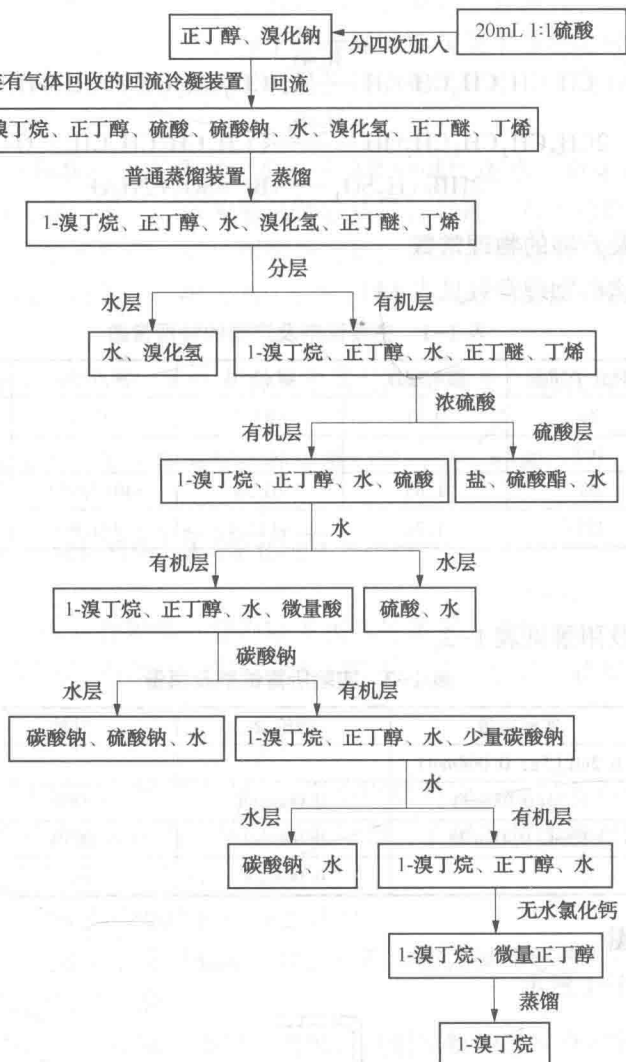 正丁醇、溴化钠
分四次加入
20mL 1:1硫酸
有气体回收的回流冷凝装置
回流
溴丁烷、正丁醇、硫酸、硫酸钠、水、溴化氢、正丁醚、丁烯
普通蒸馏装置
蒸馏
1-溴丁烷、正丁醇、水、溴化氢、正丁醚、丁烯
分层
水层
有机层
水、溴化氢
1-溴丁烷、正丁醇、水、正丁醚、丁烯
浓硫酸
有机层
硫酸层
1-溴丁烷、正丁醇、水、硫酸
盐、硫酸酯、水
水
有机层
水层
1-溴丁烷、正丁醇、水、微量酸
硫酸、水
碳酸钠
水层
有机层
碳酸钠、硫酸钠、水
1-溴丁烷、正丁醇、水、少量碳酸钠
水
水层
有机层
碳酸钠、水
1-溴丁烷、正丁醇、水
无水氯化钙
1-溴丁烷、微量正丁醇
蒸馏
1-溴丁烷